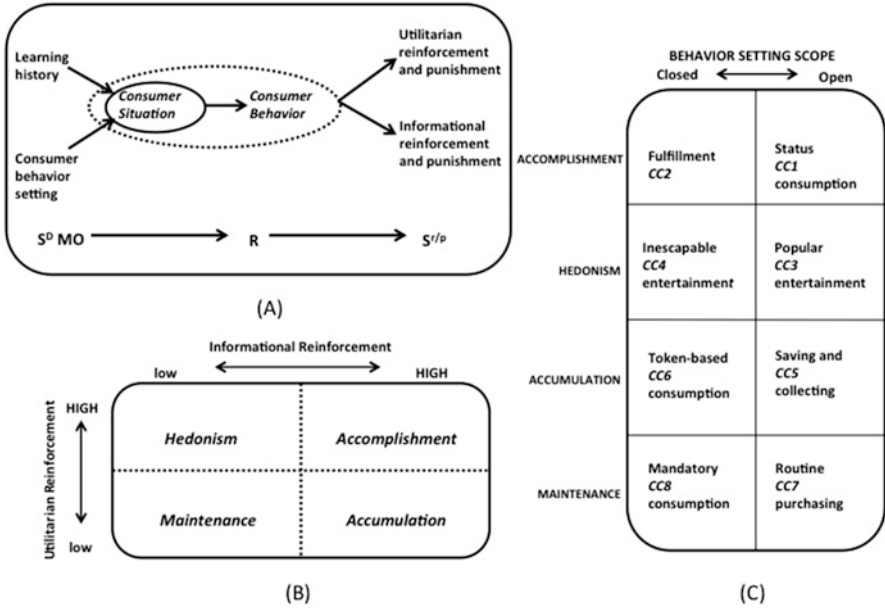 Learning
history
Consumer
behavior
setting
Consumer
Situation
Consumer
Behavior
Utilitarian
reinforcement
and punishment
Informational
reinforcement
and punishment
S^D MO
R
S^r/p
(A)
Informational Reinforcement
low
HIGH
Utilitarian Reinforcement
HIGH
low
Hedonism
Accomplishment
Maintenance
Accumulation
(B)
BEHAVIOR SETTING SCOPE
Closed
Open
ACCOMPLISHMENT
Fulfillment
CC2
Status
CC1
consumption
HEDONISM
Inescapable
CC4
entertainment
Popular
CC3
entertainment
ACCUMULATION
Token-based
CC6
consumption
Saving and
CC5
collecting
MAINTENANCE
Mandatory
CC8
consumption
Routine
CC7
purchasing
(C)